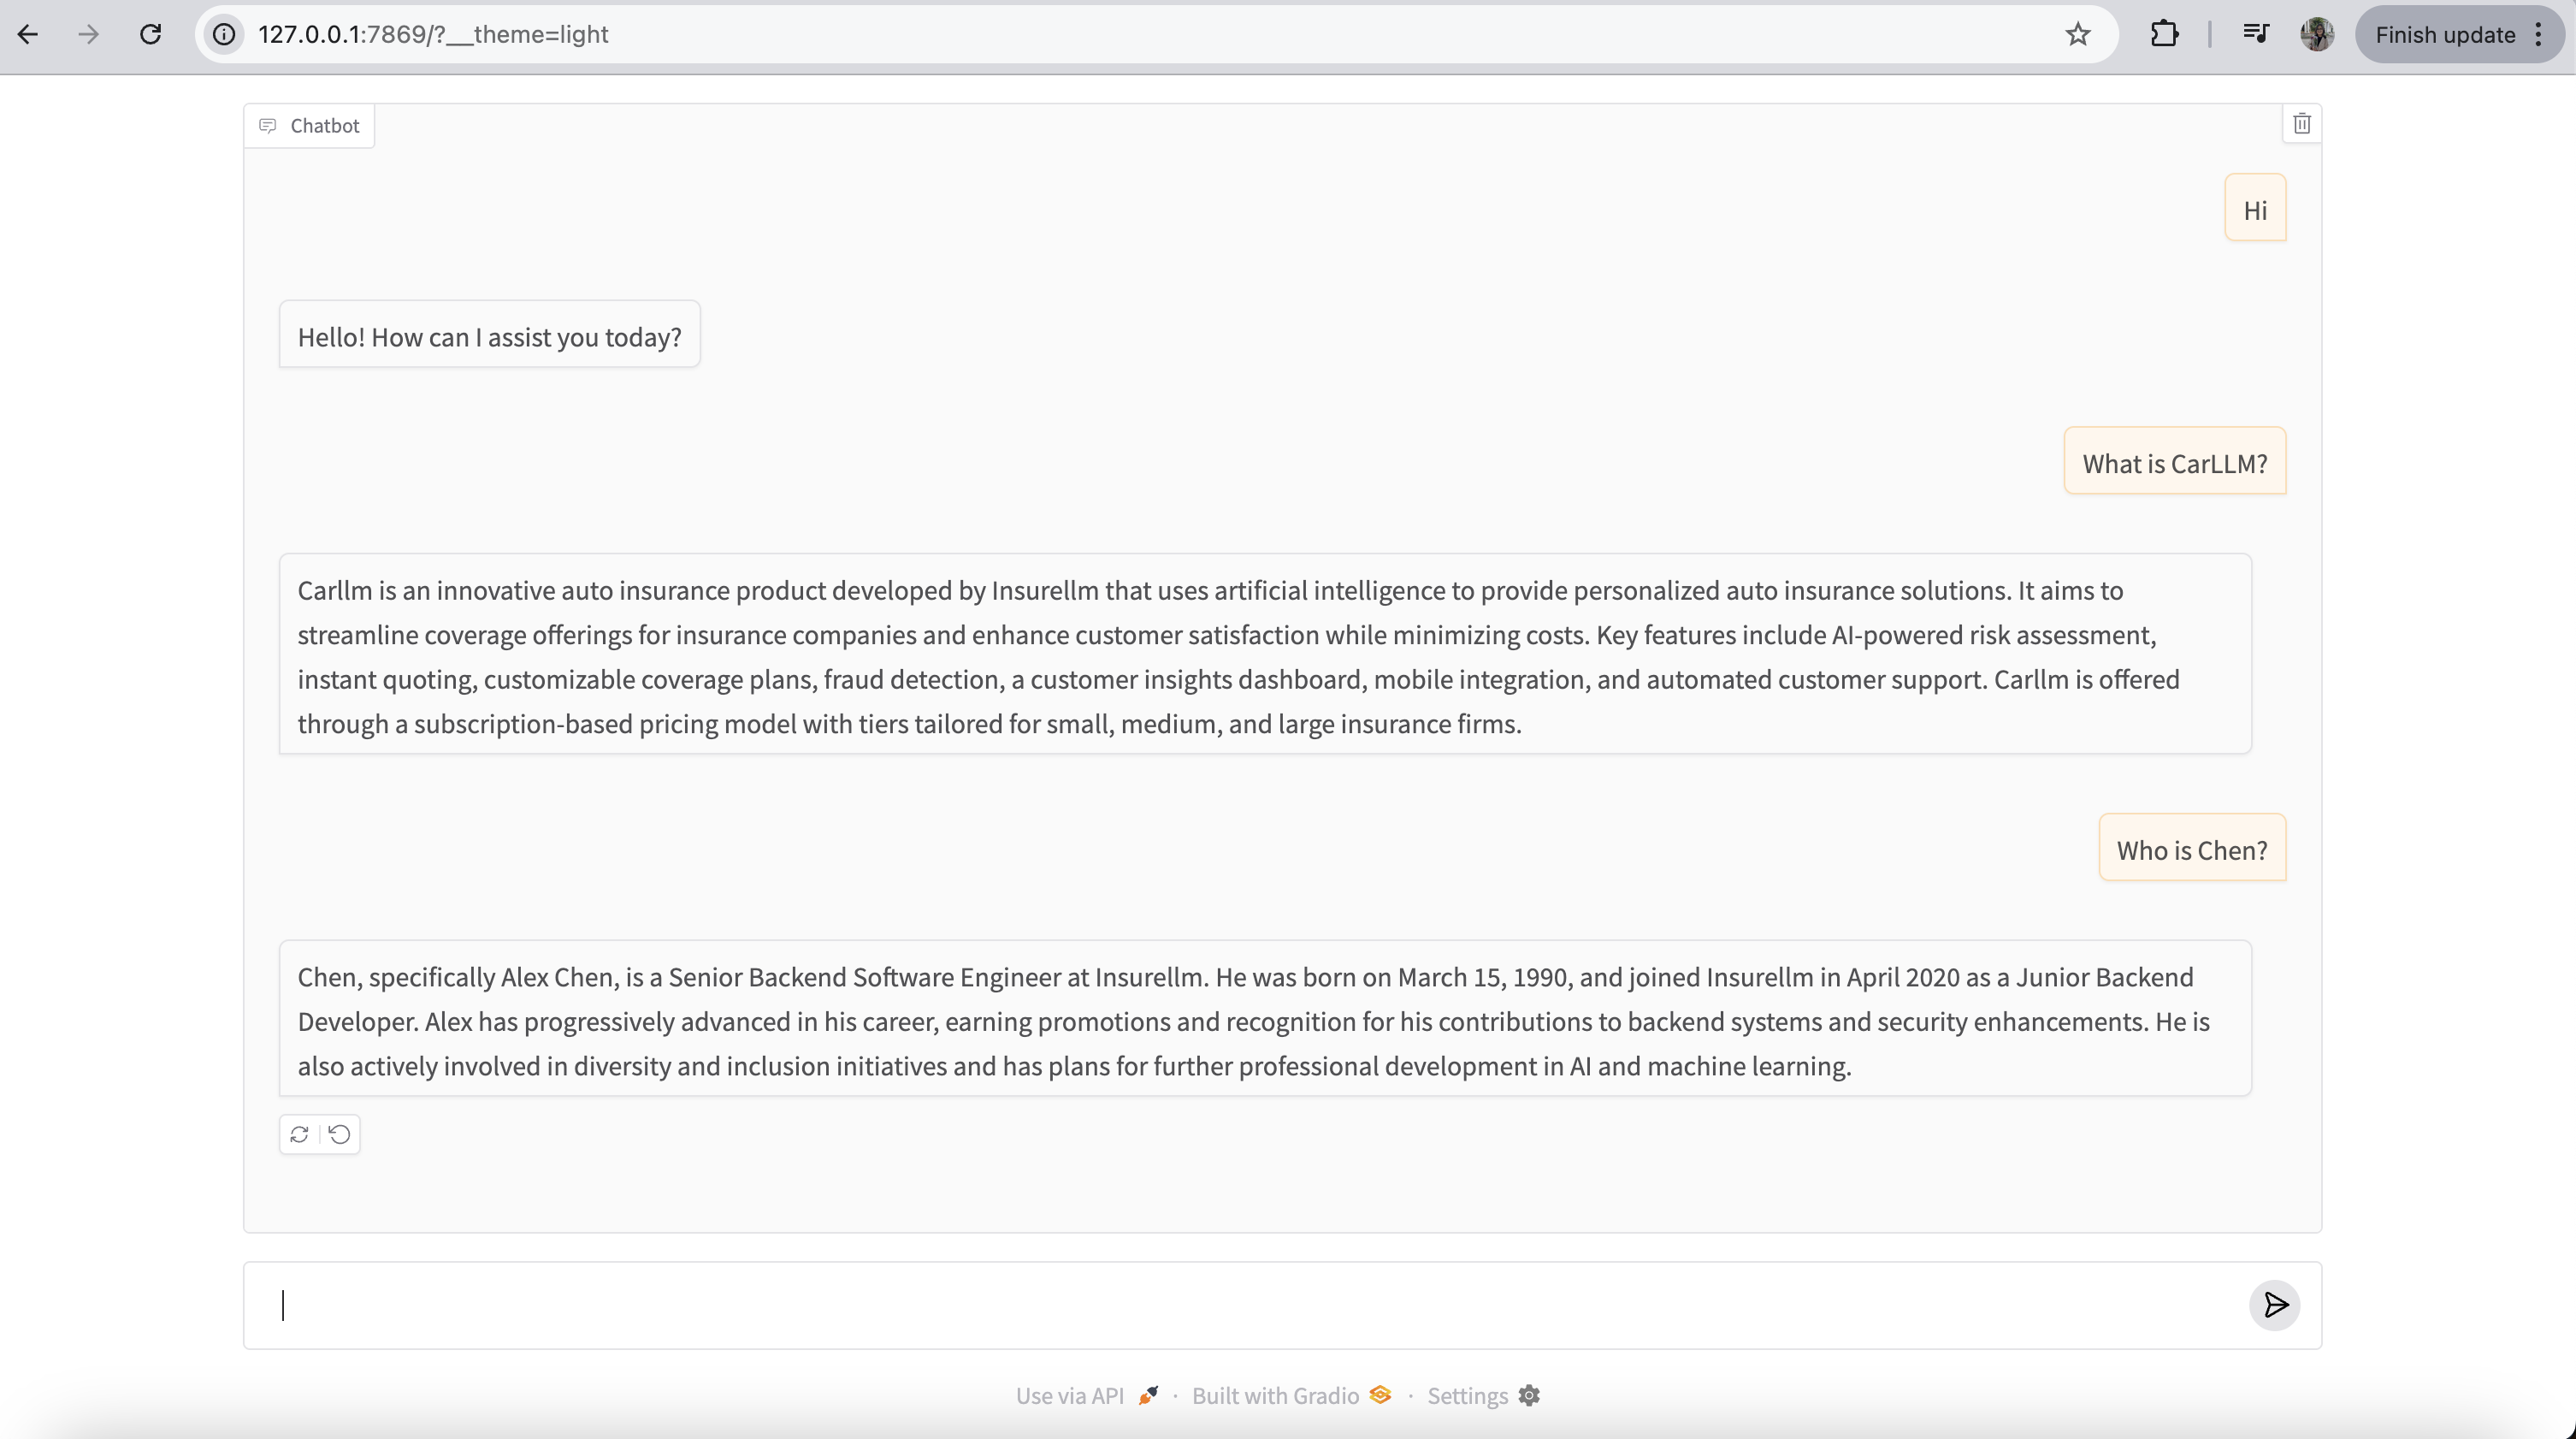 127.0.0.1:7869/?__theme=light
Finish update
Chatbot
Hi
Hello! How can I assist you today?
What is CarLLM?
Carllm is an innovative auto insurance product developed by Insurellm that uses artificial intelligence to provide personalized auto insurance solutions. It aims to
streamline coverage offerings for insurance companies and enhance customer satisfaction while minimizing costs. Key features include AI-powered risk assessment,
instant quoting, customizable coverage plans, fraud detection, a customer insights dashboard, mobile integration, and automated customer support. Carllm is offered
through a subscription-based pricing model with tiers tailored for small, medium, and large insurance firms.
Who is Chen?
Chen, specifically Alex Chen, is a Senior Backend Software Engineer at Insurellm. He was born on March 15, 1990, and joined Insurellm in April 2020 as a Junior Backend
Developer. Alex has progressively advanced in his career, earning promotions and recognition for his contributions to backend systems and security enhancements. He is
also actively involved in diversity and inclusion initiatives and has plans for further professional development in AI and machine learning.
Use via API · Built with Gradio · Settings